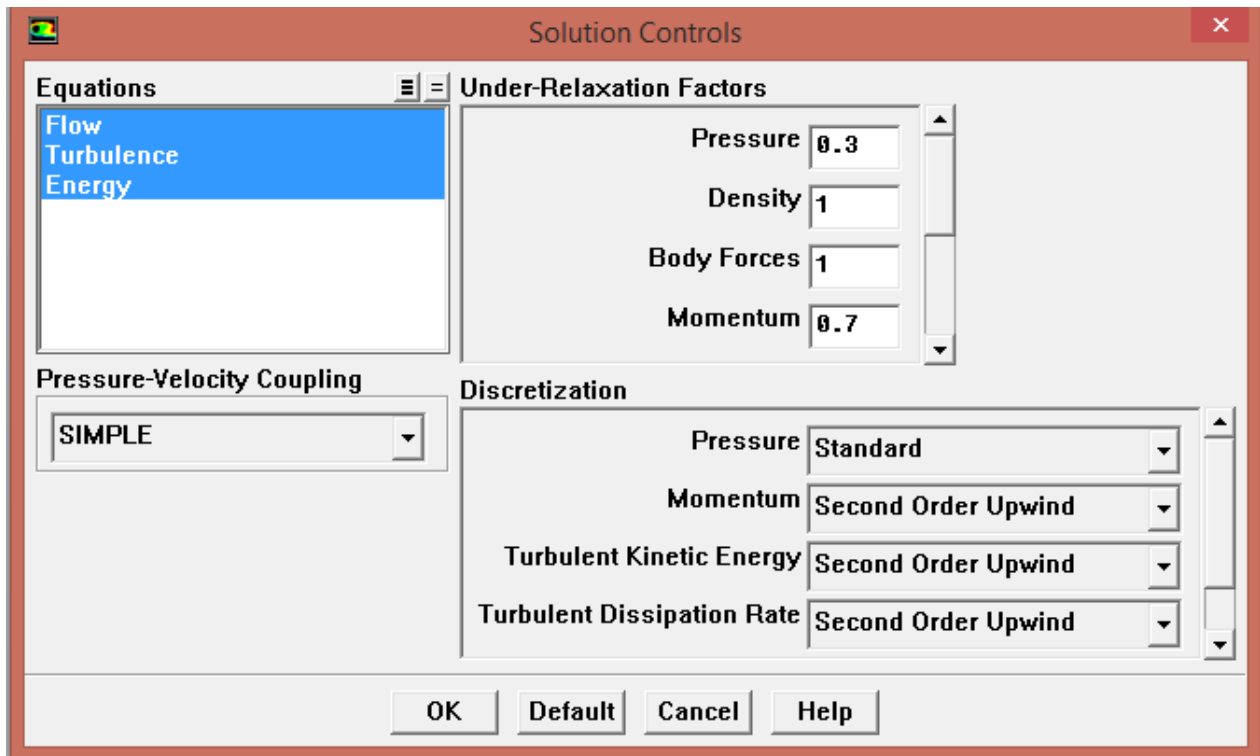 Solution Controls
Equations
Flow
Turbulence
Energy
Under-Relaxation Factors
Pressure 0.3
Density 1
Body Forces 1
Momentum 0.7
Pressure-Velocity Coupling
SIMPLE
Discretization
Pressure Standard
Momentum Second Order Upwind
Turbulent Kinetic Energy Second Order Upwind
Turbulent Dissipation Rate Second Order Upwind
OK Default Cancel Help